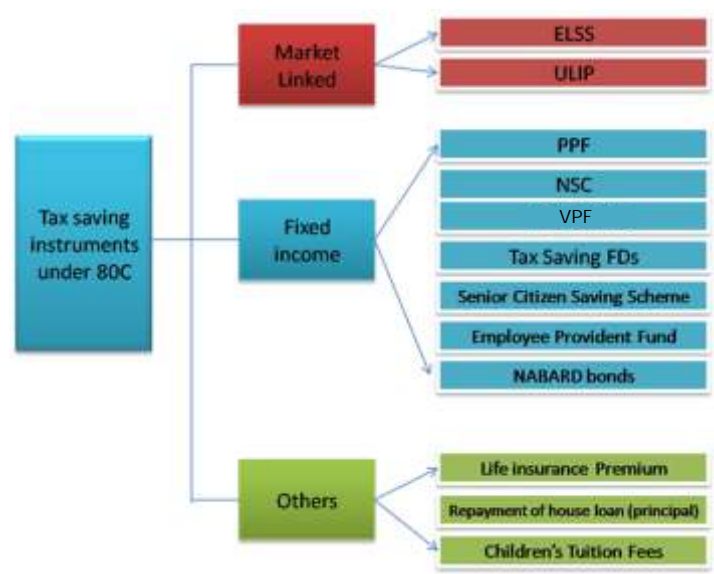 Tax saving
instruments
under 80C
Market
Linked
ELSS
ULIP
Fixed
income
PPF
NSC
VPF
Tax Saving FDs
Senior Citizen Saving Scheme
Employee Provident Fund
NABARD bonds
Others
Life insurance Premium
Repayment of house loan (principal)
Children's Tuition Fees